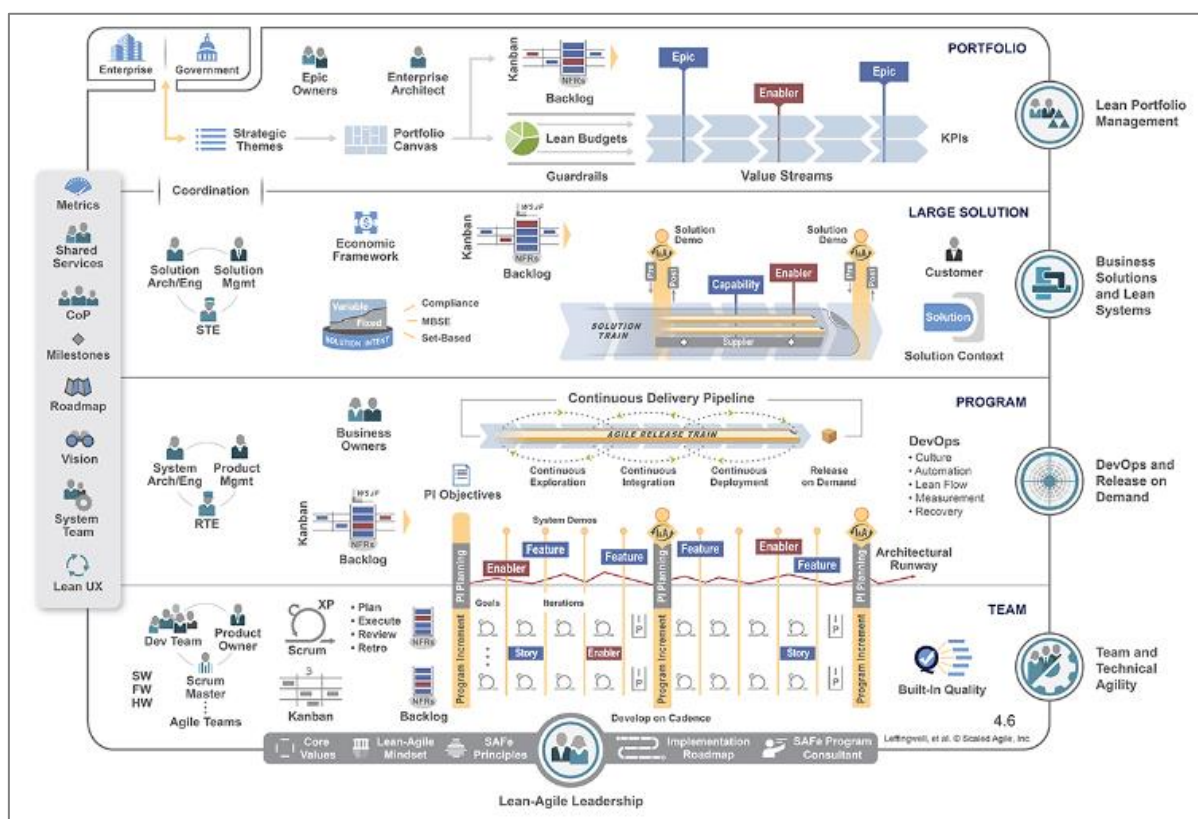 Enterprise
Government
Epic
Owners
Enterprise
Architect
Kanban
NFRs
Backlog
Epic
Enabler
Epic
PORTFOLIO
Lean Portfolio
Management
Strategic
Themes
Portfolio
Canvas
Lean Budgets
Guardrails
Value Streams
KPIs
Coordination
Metrics
Shared
Services
CoP
Milestones
Roadmap
Vision
System
Team
Lean UX
LARGE SOLUTION
Solution
Arch/Eng
Solution
Mgmt
STE
Economic
Framework
Variable
Fixed
SOLUTION INTENT
Compliance
MBSE
Set-Based
Kanban
WSJF
NFRs
Backlog
Solution
Demo
I&A
Pre
Post
Capability
Enabler
SOLUTION
TRAIN
Supplier
Solution
Demo
I&A
Pre
Post
Customer
Solution
Solution Context
Business
Solutions
and Lean
Systems
PROGRAM
System
Arch/Eng
Product
Mgmt
RTE
Business
Owners
Continuous Delivery Pipeline
AGILE RELEASE TRAIN
Continuous
Exploration
Continuous
Integration
Continuous
Deployment
Release
on Demand
DevOps
• Culture
• Automation
• Lean Flow
• Measurement
• Recovery
DevOps and
Release on
Demand
PI Objectives
Kanban
WSJF
NFRs
Backlog
System Demos
I&A
I&A
Enabler
Feature
Feature
Feature
Enabler
Feature
Architectural
Runway
PI Planning
PI Planning
PI Planning
TEAM
Dev Team
Product
Owner
Scrum
Master
SW
FW
HW
Agile Teams
XP
Scrum
• Plan
• Execute
• Review
• Retro
3
Kanban
NFRs
NFRs
Backlog
Program Increment
Goals
Iterations
Story
Enabler
I
P
I
P
Program Increment
Story
I
P
I
P
Program Increment
Develop on Cadence
Built-In Quality
Team and
Technical
Agility
4.6
Leffingwell, et al. © Scaled Agile, Inc.
Core
Values
Lean-Agile
Mindset
SAFe
Principles
Implementation
Roadmap
SAFe Program
Consultant
Lean-Agile Leadership